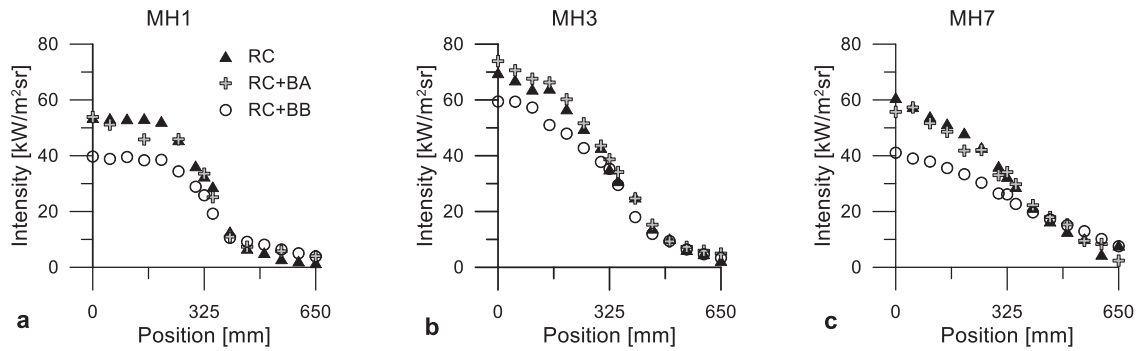 MH1
80
60
40
20
0
Intensity [kW/m²sr]
RC
RC+BA
RC+BB
0
325
650
Position [mm]
a
MH3
80
60
40
20
0
Intensity [kW/m²sr]
0
325
650
Position [mm]
b
MH7
80
60
40
20
0
Intensity [kW/m²sr]
0
325
650
Position [mm]
c